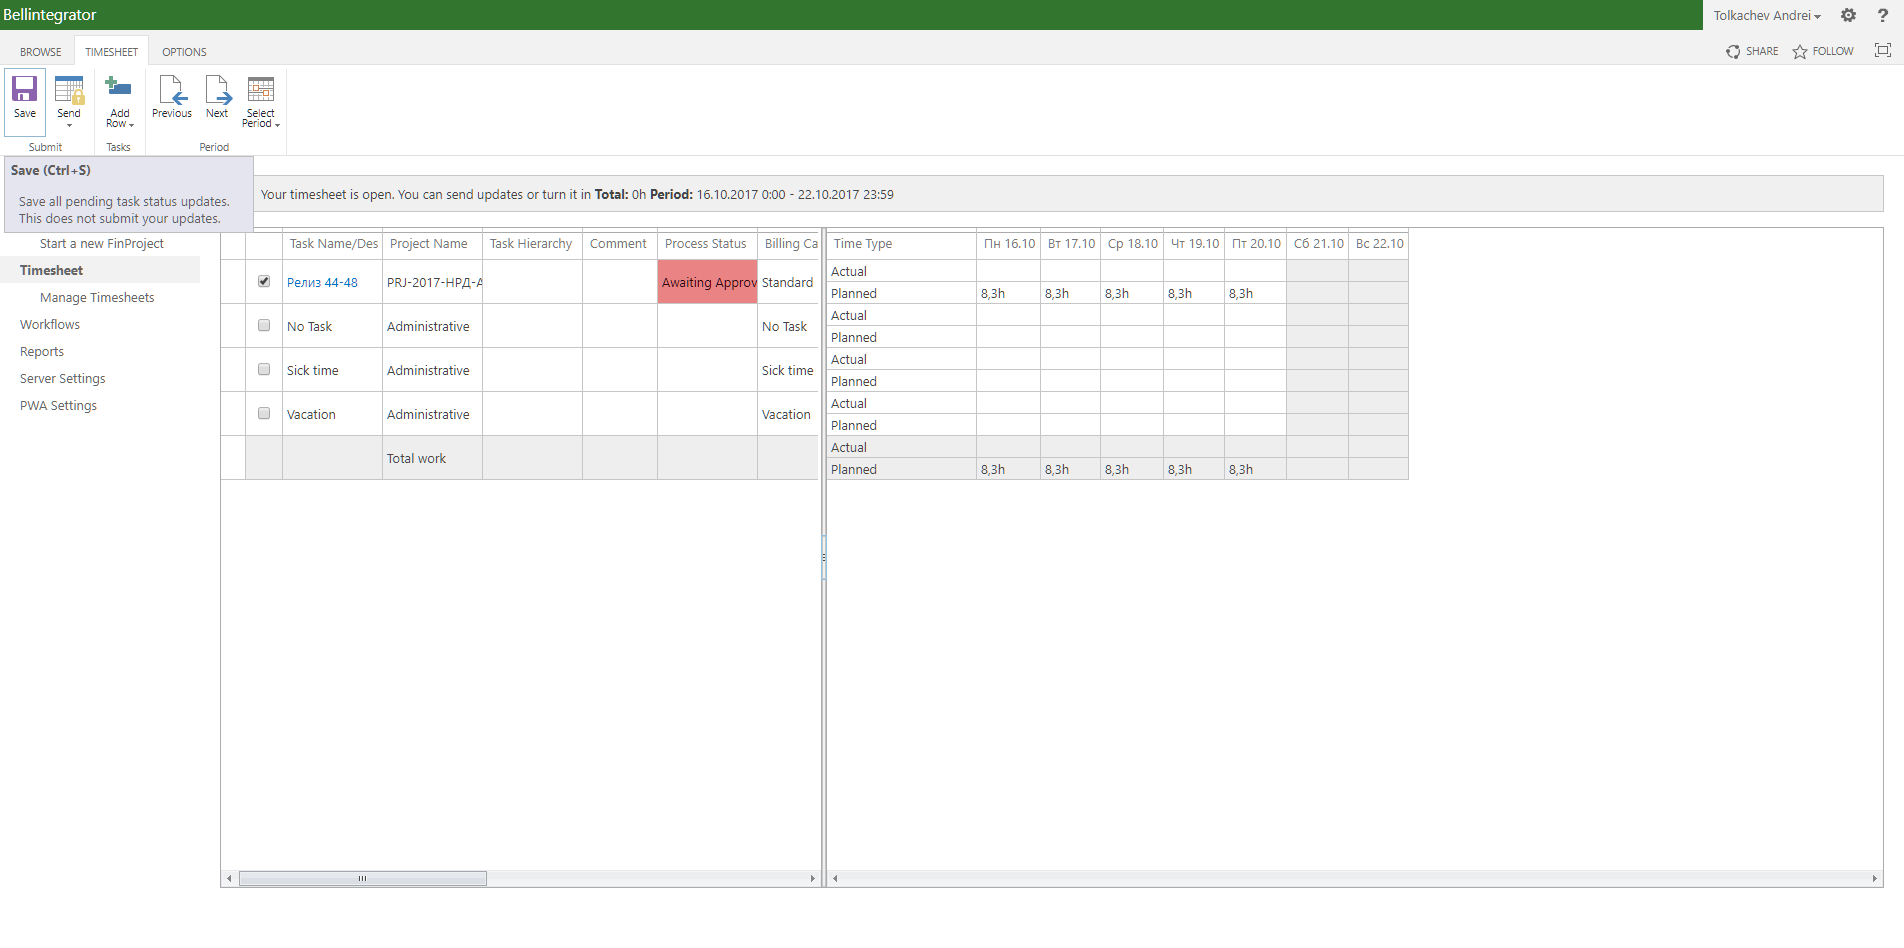 Bellintegrator
Tolkachev Andrei
?
BROWSE TIMESHEET OPTIONS
SHARE FOLLOW
Save Send Add Row Previous Next Select Period
Submit Tasks Period
Save (Ctrl+S)
Save all pending task status updates.
This does not submit your updates.
Your timesheet is open. You can send updates or turn it in Total: 0h Period: 16.10.2017 0:00 - 22.10.2017 23:59
Start a new FinProject
Timesheet
Manage Timesheets
Workflows
Reports
Server Settings
PWA Settings
Task Name/Des Project Name Task Hierarchy Comment Process Status Billing Ca Time Type Пн 16.10 Вт 17.10 Ср 18.10 Чт 19.10 Пт 20.10 Сб 21.10 Вс 22.10
Релиз 44-48 PRJ-2017-НРД-А Awaiting Approv Standard
Actual
Planned 8,3h 8,3h 8,3h 8,3h 8,3h
No Task Administrative No Task
Actual
Planned
Sick time Administrative Sick time
Actual
Planned
Vacation Administrative Vacation
Actual
Planned
Total work
Actual
Planned 8,3h 8,3h 8,3h 8,3h 8,3h